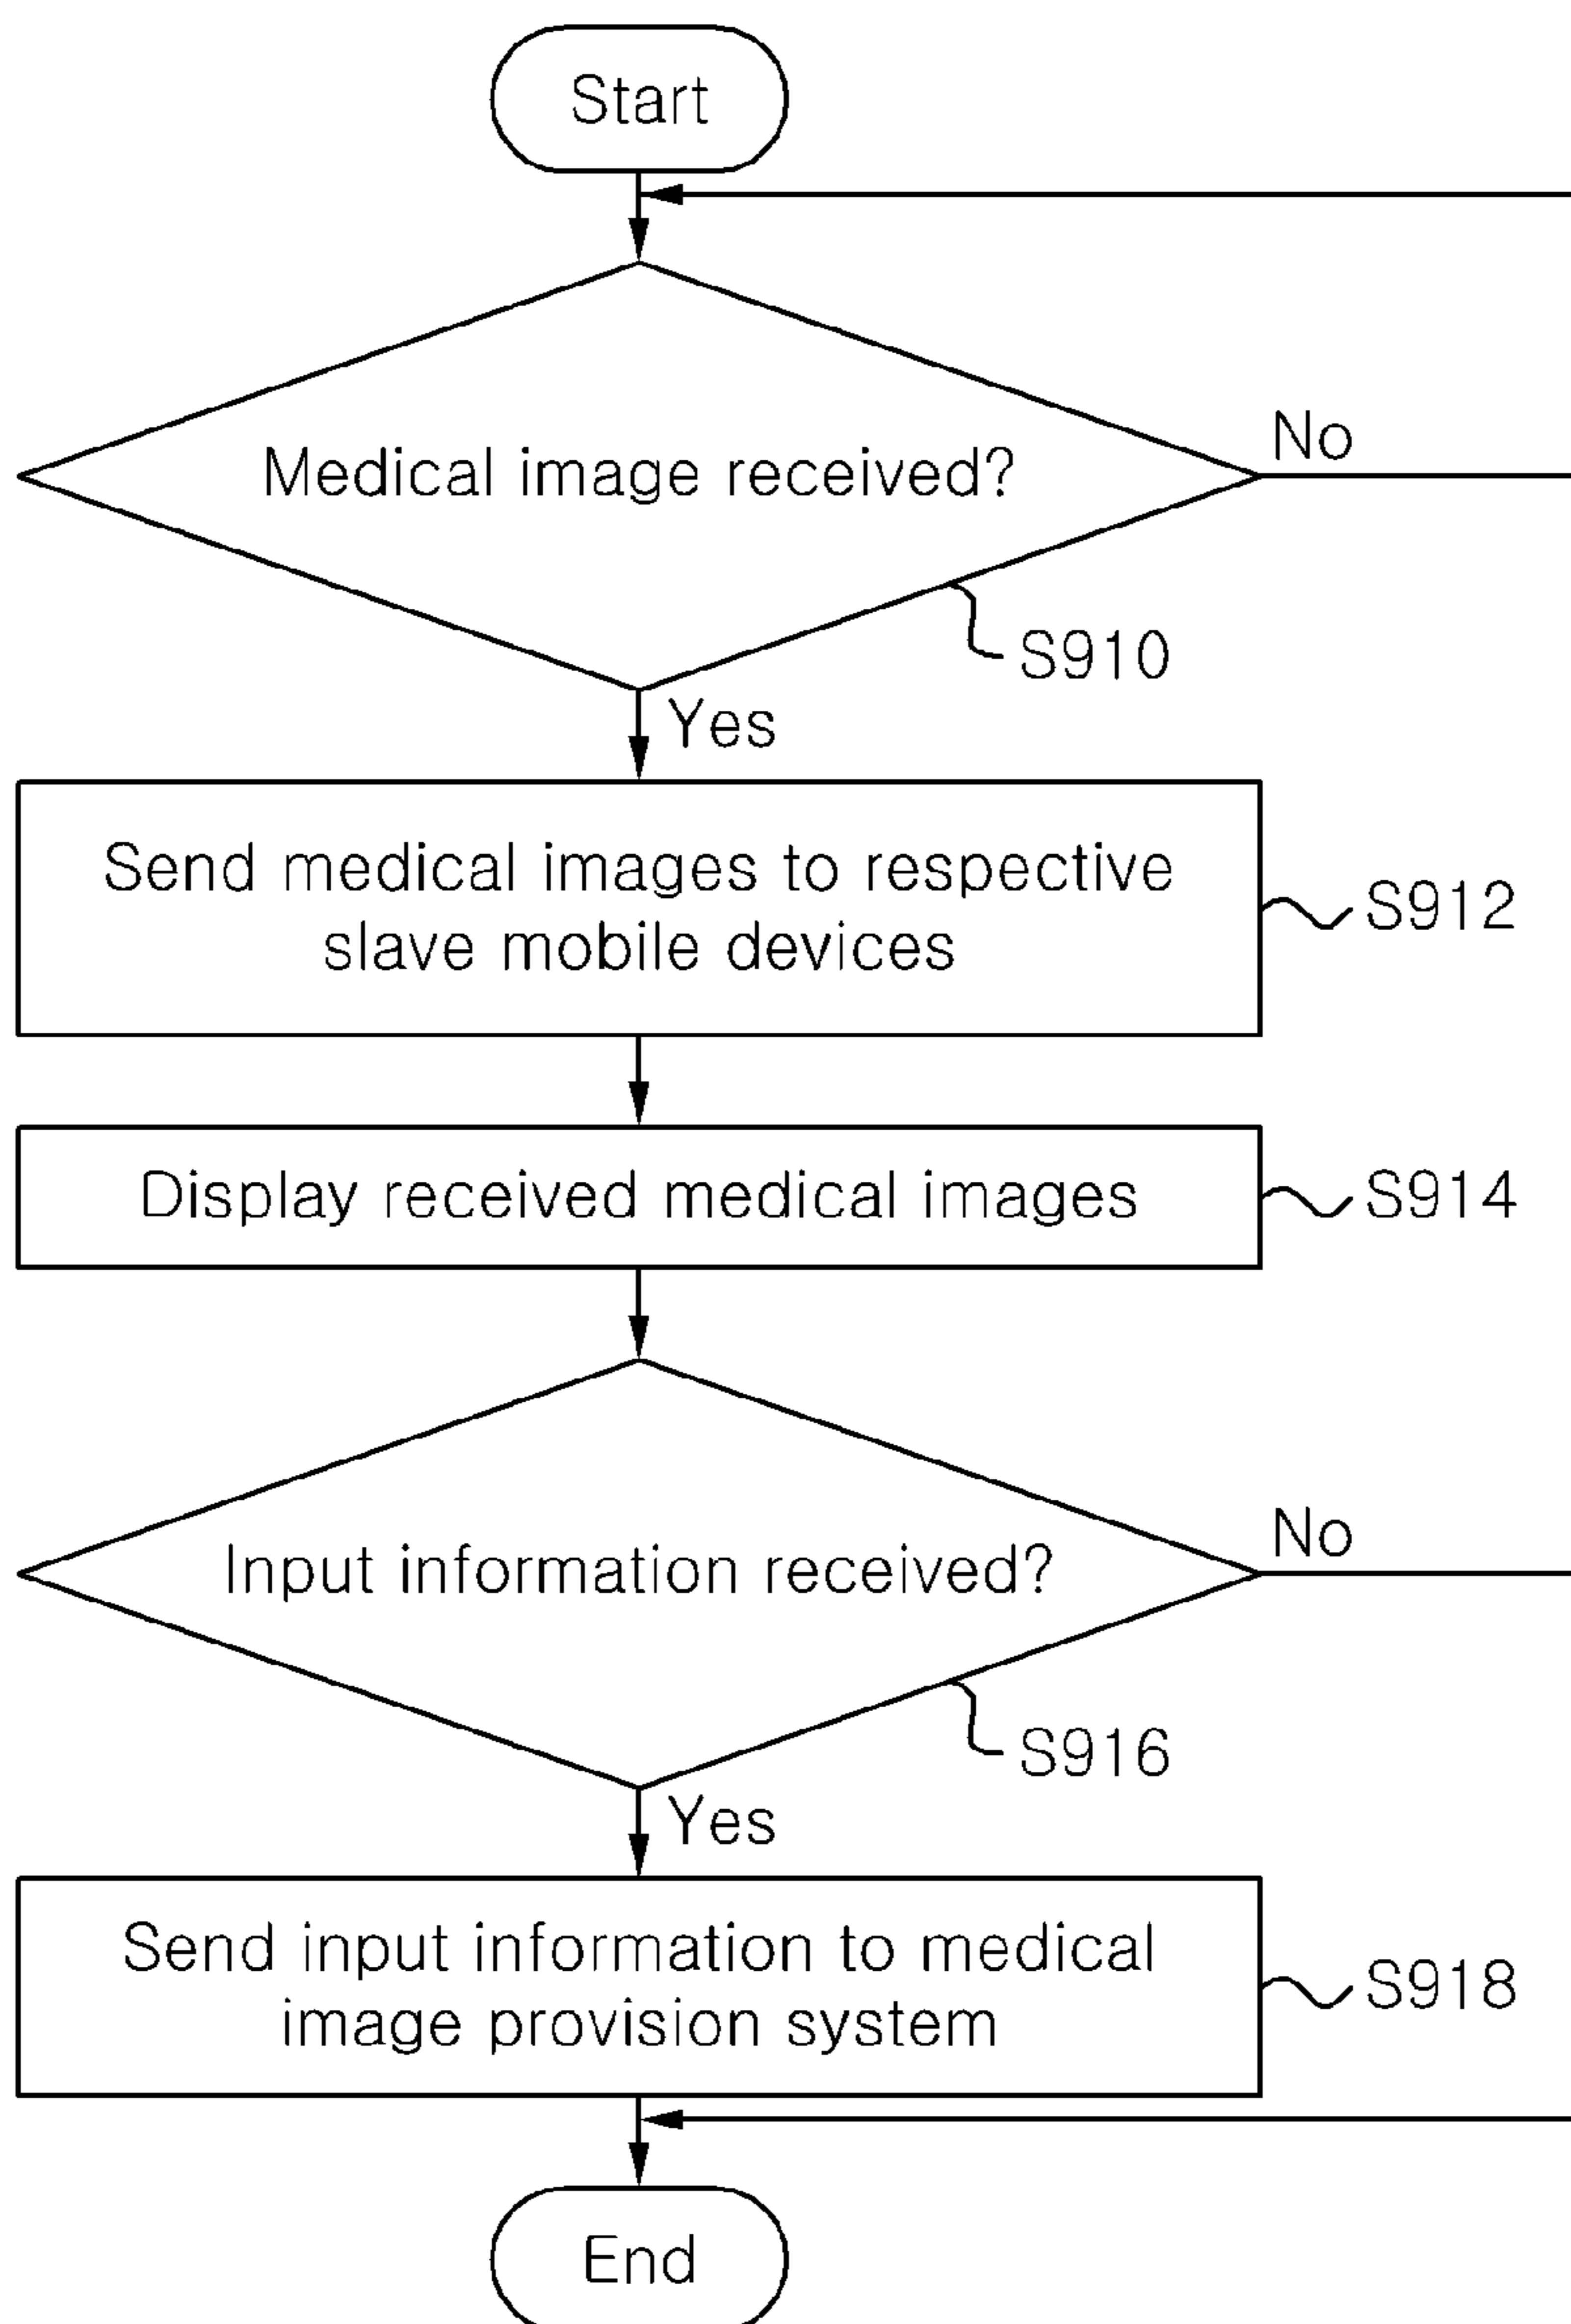 Start
Medical image received?
No
S910
Yes
Send medical images to respective
slave mobile devices
S912
Display received medical images
S914
Input information received?
No
S916
Yes
Send input information to medical
image provision system
S918
End